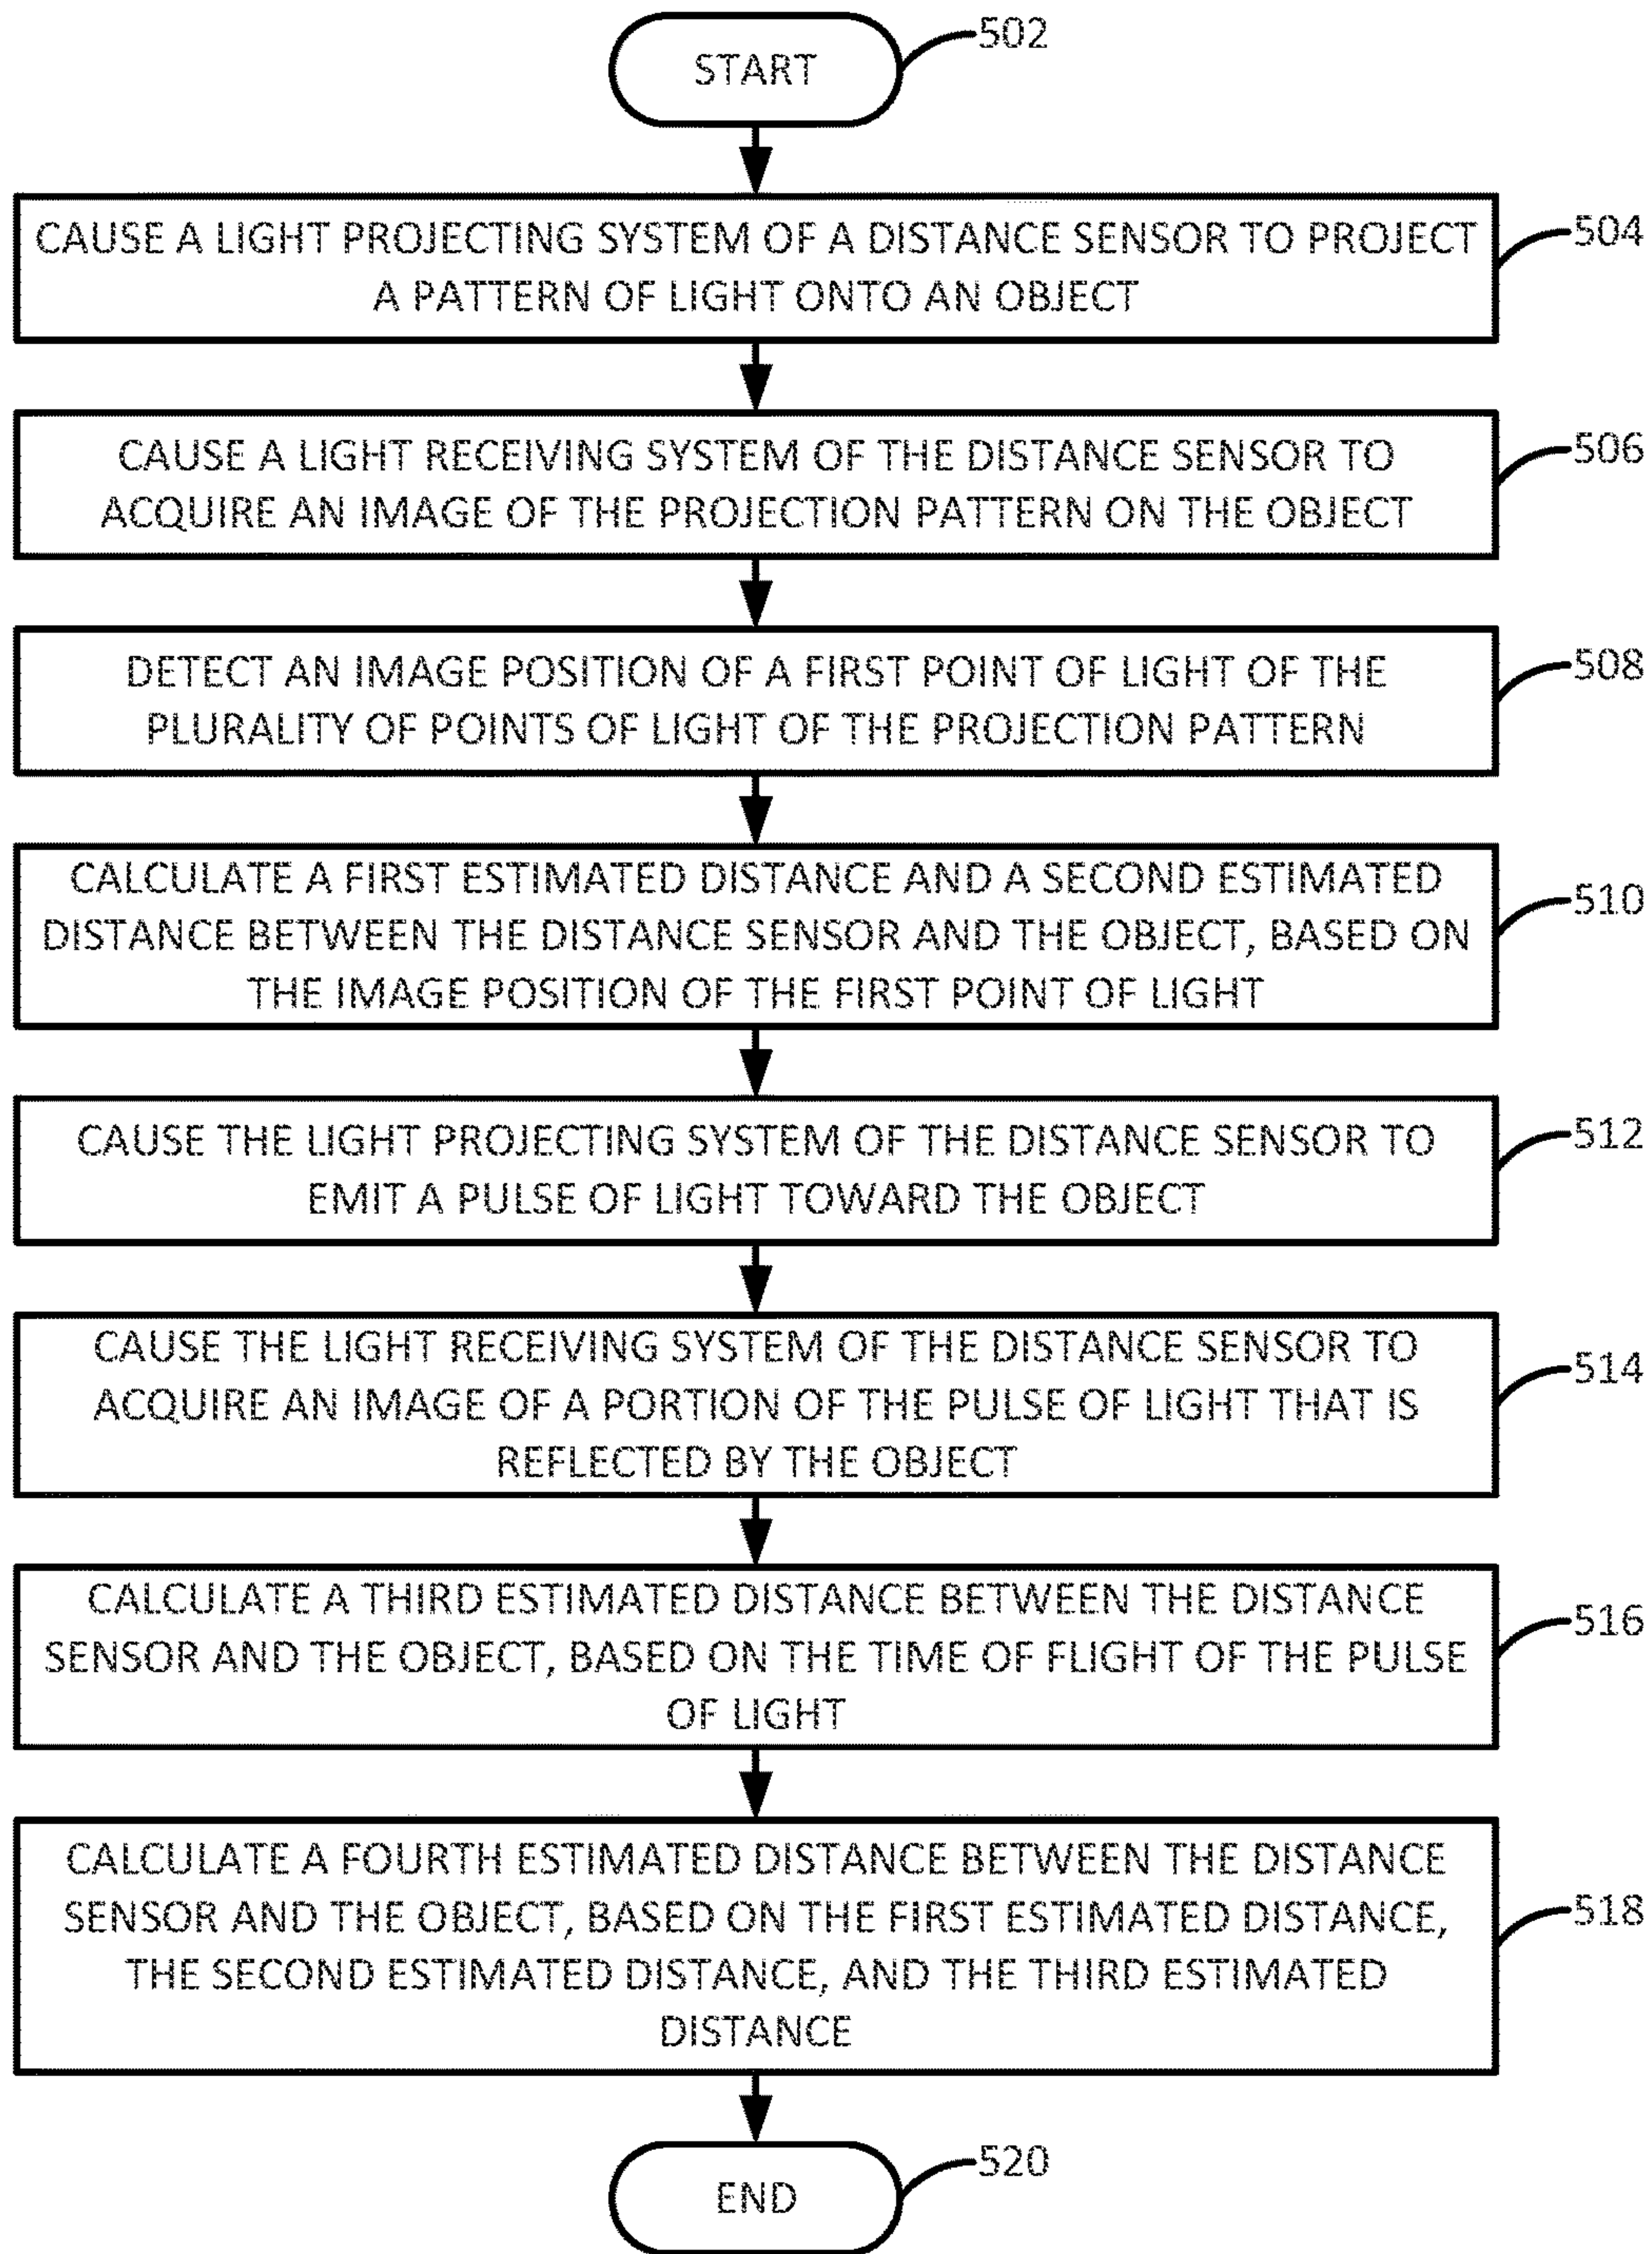 START
502
CAUSE A LIGHT PROJECTING SYSTEM OF A DISTANCE SENSOR TO PROJECT
A PATTERN OF LIGHT ONTO AN OBJECT
504
CAUSE A LIGHT RECEIVING SYSTEM OF THE DISTANCE SENSOR TO
ACQUIRE AN IMAGE OF THE PROJECTION PATTERN ON THE OBJECT
506
DETECT AN IMAGE POSITION OF A FIRST POINT OF LIGHT OF THE
PLURALITY OF POINTS OF LIGHT OF THE PROJECTION PATTERN
508
CALCULATE A FIRST ESTIMATED DISTANCE AND A SECOND ESTIMATED
DISTANCE BETWEEN THE DISTANCE SENSOR AND THE OBJECT, BASED ON
THE IMAGE POSITION OF THE FIRST POINT OF LIGHT
510
CAUSE THE LIGHT PROJECTING SYSTEM OF THE DISTANCE SENSOR TO
EMIT A PULSE OF LIGHT TOWARD THE OBJECT
512
CAUSE THE LIGHT RECEIVING SYSTEM OF THE DISTANCE SENSOR TO
ACQUIRE AN IMAGE OF A PORTION OF THE PULSE OF LIGHT THAT IS
REFLECTED BY THE OBJECT
514
CALCULATE A THIRD ESTIMATED DISTANCE BETWEEN THE DISTANCE
SENSOR AND THE OBJECT, BASED ON THE TIME OF FLIGHT OF THE PULSE
OF LIGHT
516
CALCULATE A FOURTH ESTIMATED DISTANCE BETWEEN THE DISTANCE
SENSOR AND THE OBJECT, BASED ON THE FIRST ESTIMATED DISTANCE,
THE SECOND ESTIMATED DISTANCE, AND THE THIRD ESTIMATED
DISTANCE
518
END
520